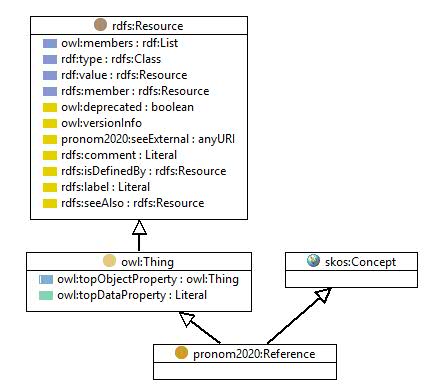 rdfs:Resource
owl:members : rdf:List
rdf:type : rdfs:Class
rdf:value : rdfs:Resource
rdfs:member : rdfs:Resource
owl:deprecated : boolean
owl:versionInfo
pronom2020:seeExternal : anyURI
rdfs:comment : Literal
rdfs:isDefinedBy : rdfs:Resource
rdfs:label : Literal
rdfs:seeAlso : rdfs:Resource
owl:Thing
owl:topObjectProperty : owl:Thing
owl:topDataProperty : Literal
skos:Concept
pronom2020:Reference